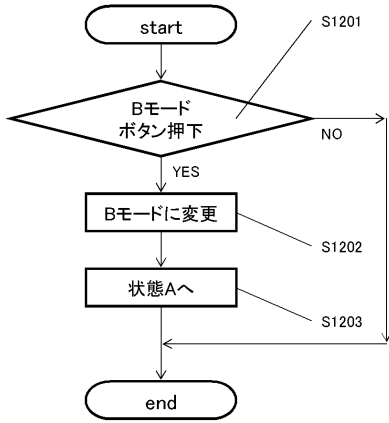 start
S1201
Bモード
ボタン押下
NO
YES
Bモードに変更
S1202
状態Aへ
S1203
end